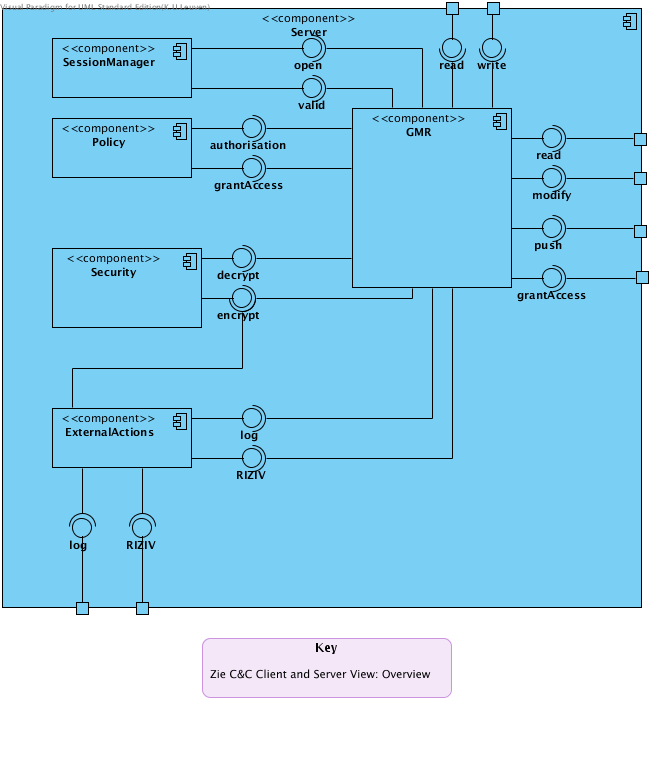 Visual Paradigm for UML Standard Edition(K.U.Leuven)
<<component>>
Server
<<component>>
SessionManager
open
read
write
valid
<<component>>
Policy
authorisation
grantAccess
<<component>>
GMR
read
modify
push
grantAccess
<<component>>
Security
decrypt
encrypt
<<component>>
ExternalActions
log
RIZIV
log
RIZIV
Key
Zie C&C Client and Server View: Overview